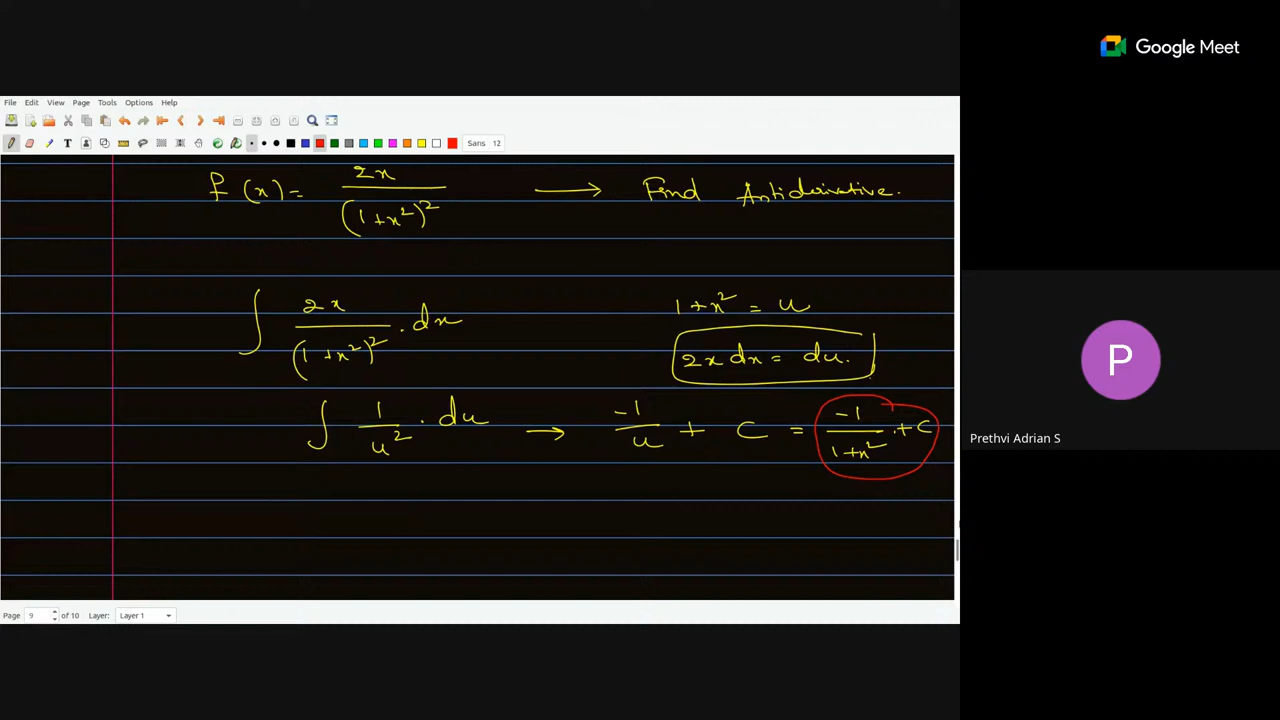 Google Meet
File Edit View Page Tools Options Help
Sans 12
f (x) = 2x / (1+x²)² → Find Antiderivative.
∫ 2x / (1+x²)² . dx
1+x² = u
2x dx = du.
∫ 1/u² . du → -1/u + C = -1/(1+x²) . + C
Prethvi Adrian S
P
Page 9 of 10 Layer: Layer 1